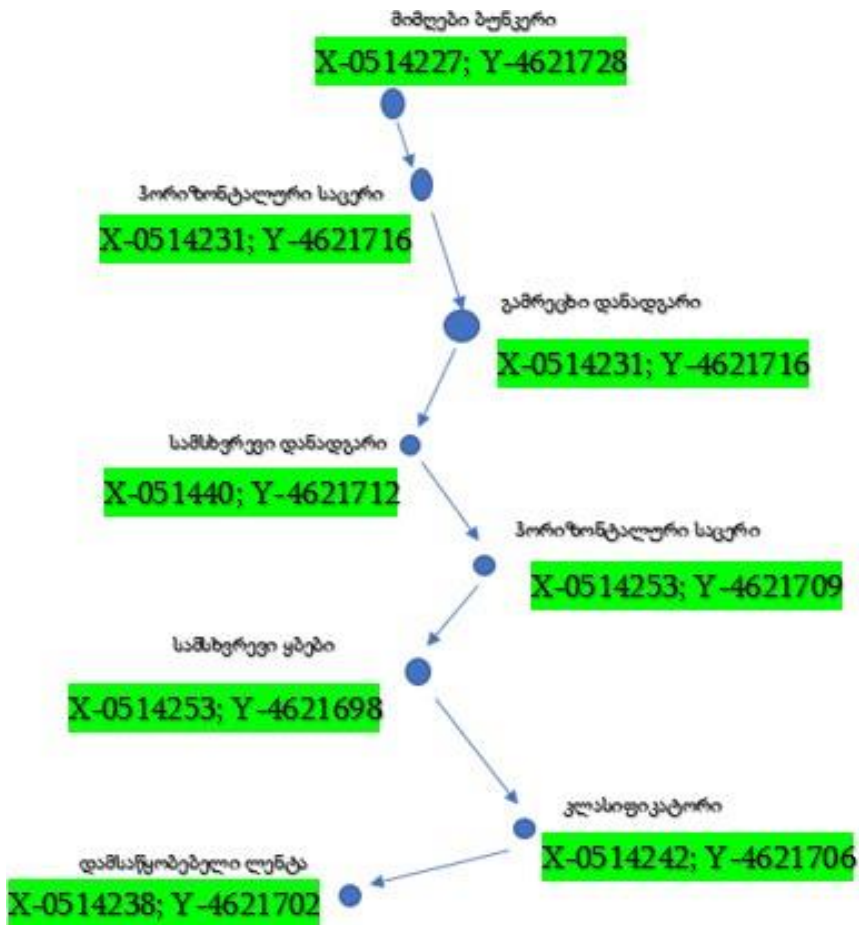 მიმღები ბუნკერი
X-0514227; Y-4621728
ჰორიზონტალური საცერი
X-0514231; Y-4621716
გამრეცხი დანადგარი
X-0514231; Y-4621716
სამსხვრევი დანადგარი
X-051440; Y-4621712
ჰორიზონტალური საცერი
X-0514253; Y-4621709
სამსხვრევი ყბები
X-0514253; Y-4621698
კლასიფიკატორი
X-0514242; Y-4621706
დამსაწყობებელი ლენტა
X-0514238; Y-4621702